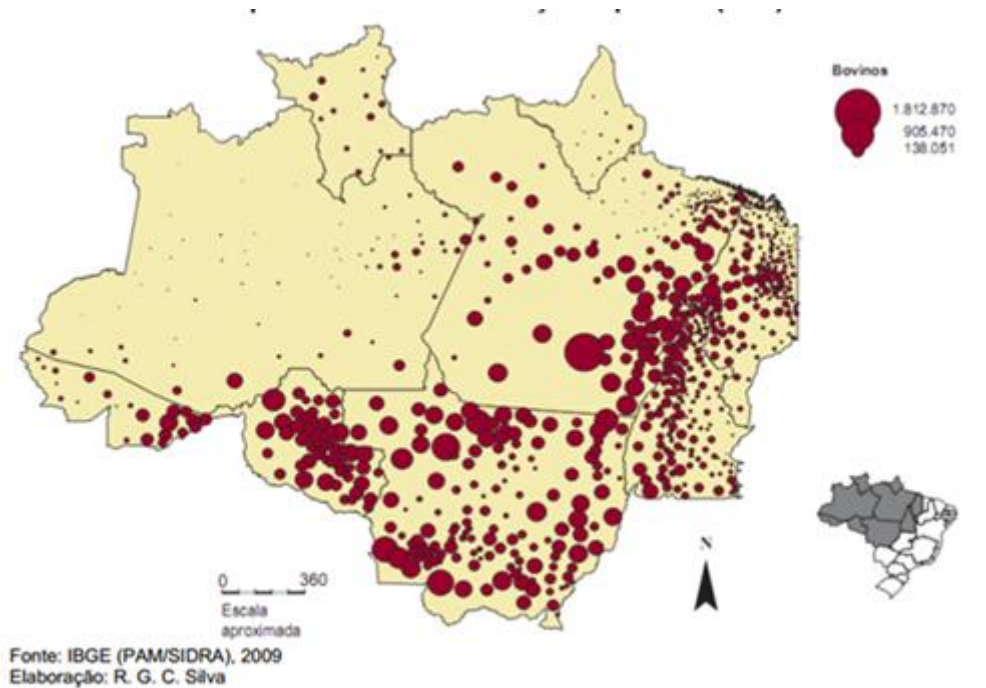 Bovinos
1.812.870
905.470
138.051
N
0 360
Escala
aproximada
Fonte: IBGE (PAM/SIDRA), 2009
Elaboração: R. G. C. Silva